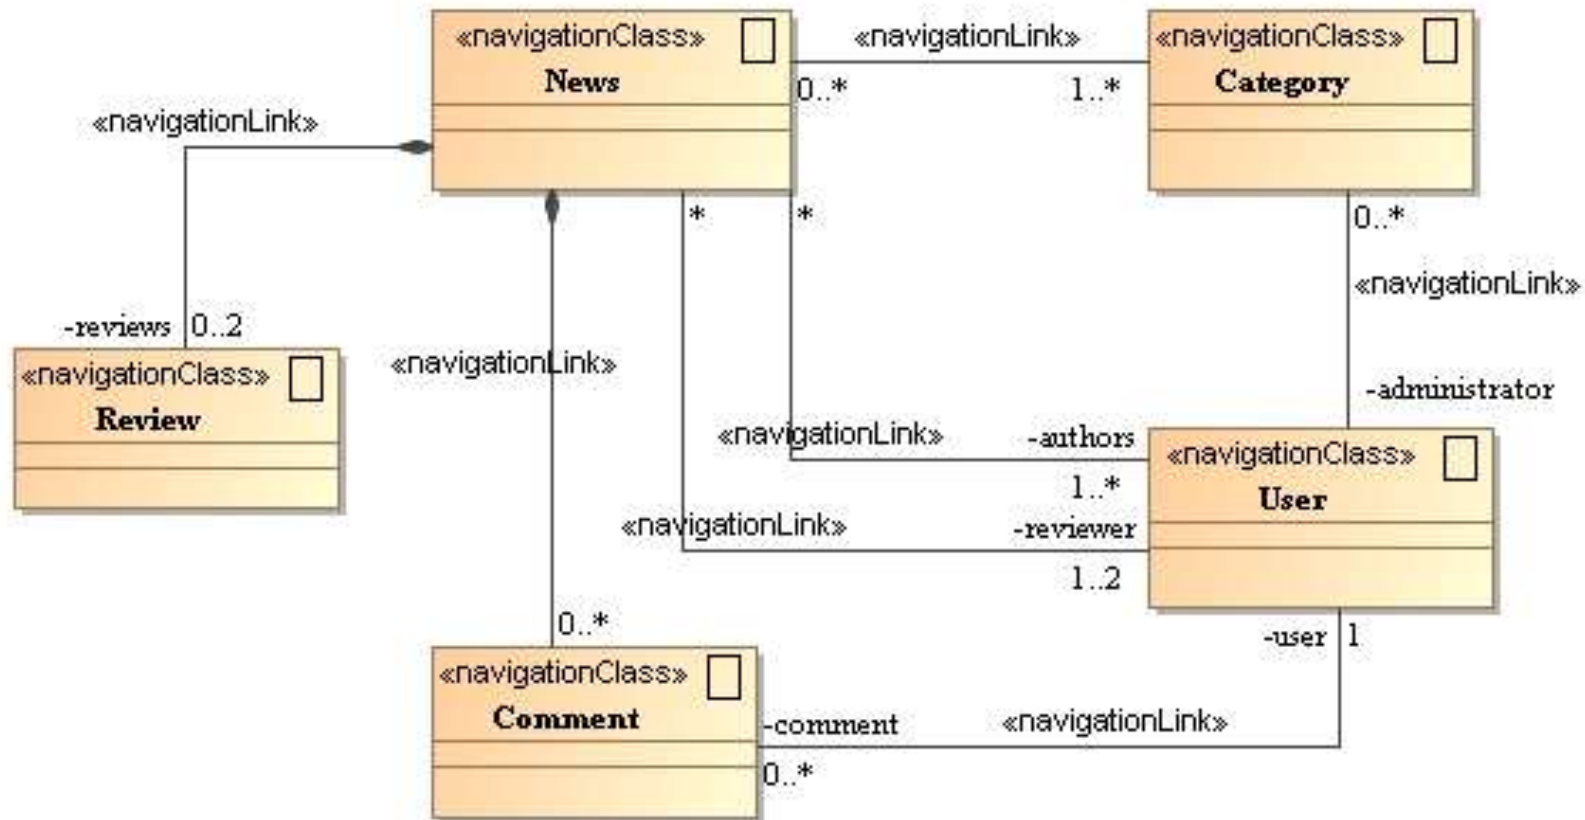 «navigationClass»
News
«navigationLink»
0..*
1..*
«navigationClass»
Category
«navigationLink»
*
*
0..*
«navigationLink»
-reviews
0..2
«navigationClass»
Review
«navigationLink»
-administrator
«navigationLink»
-authors
1..*
«navigationClass»
User
«navigationLink»
-reviewer
1..2
0..*
-user
1
«navigationClass»
Comment
-comment
0..*
«navigationLink»